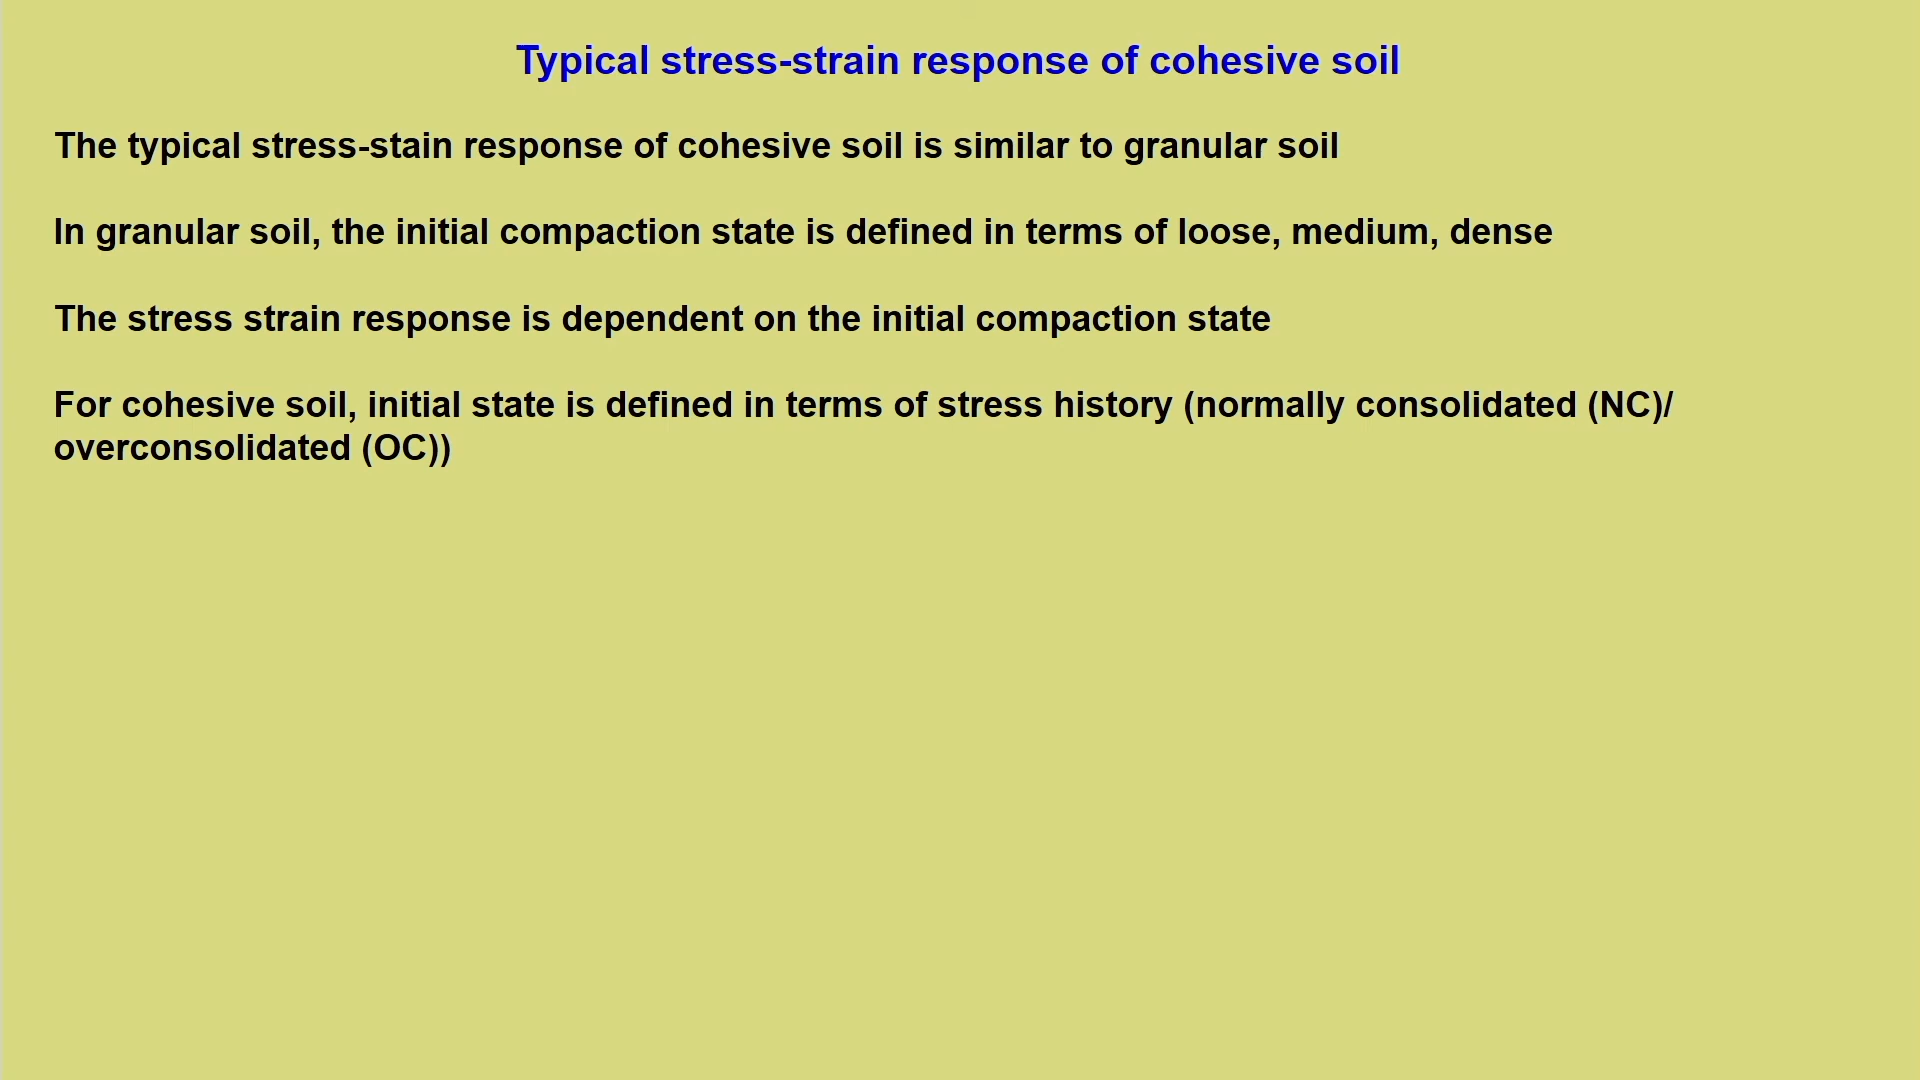 Typical stress-strain response of cohesive soil
The typical stress-stain response of cohesive soil is similar to granular soil
In granular soil, the initial compaction state is defined in terms of loose, medium, dense
The stress strain response is dependent on the initial compaction state
For cohesive soil, initial state is defined in terms of stress history (normally consolidated (NC)/
overconsolidated (OC))